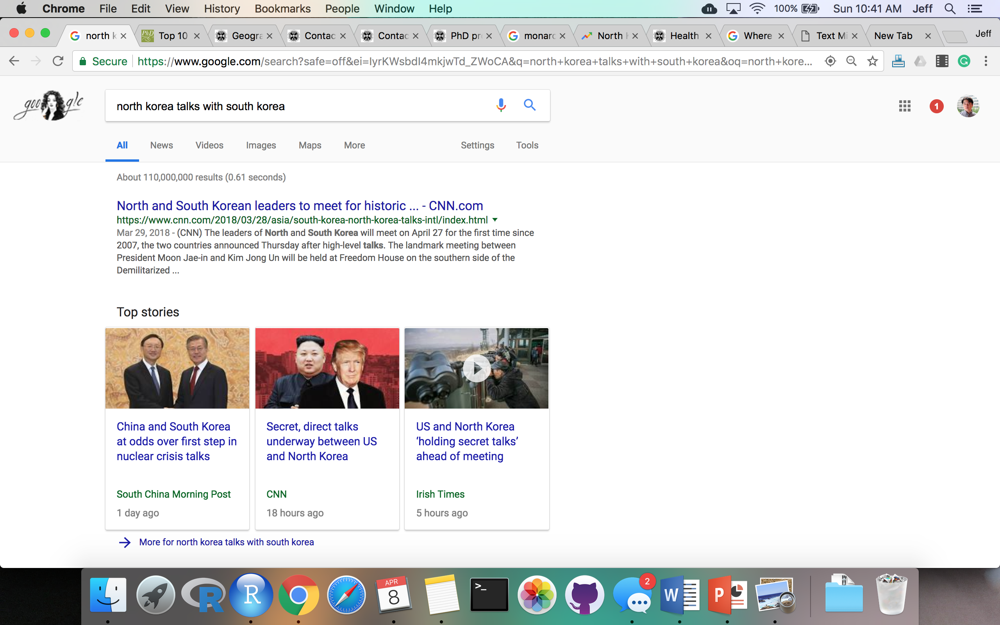 Chrome File Edit View History Bookmarks People Window Help 100% Sun 10:41 AM Jeff
north k Top 10 Geogra Contac Contac PhD pr monarc North Health Where Text Mi New Tab Jeff
Secure https://www.google.com/search?safe=off&ei=IyrKWsbdI4mkjwTd_ZWoCA&q=north+korea+talks+with+south+korea&oq=north+kore...
google
north korea talks with south korea
1
All News Videos Images Maps More Settings Tools
About 110,000,000 results (0.61 seconds)
North and South Korean leaders to meet for historic ... - CNN.com
https://www.cnn.com/2018/03/28/asia/south-korea-north-korea-talks-intl/index.html
Mar 29, 2018 - (CNN) The leaders of North and South Korea will meet on April 27 for the first time since
2007, the two countries announced Thursday after high-level talks. The landmark meeting between
President Moon Jae-in and Kim Jong Un will be held at Freedom House on the southern side of the
Demilitarized ...
Top stories
China and South Korea
at odds over first step in
nuclear crisis talks
South China Morning Post
1 day ago
Secret, direct talks
underway between US
and North Korea
CNN
18 hours ago
US and North Korea
‘holding secret talks’
ahead of meeting
Irish Times
5 hours ago
More for north korea talks with south korea
R R APR 8 >_ 2 W P